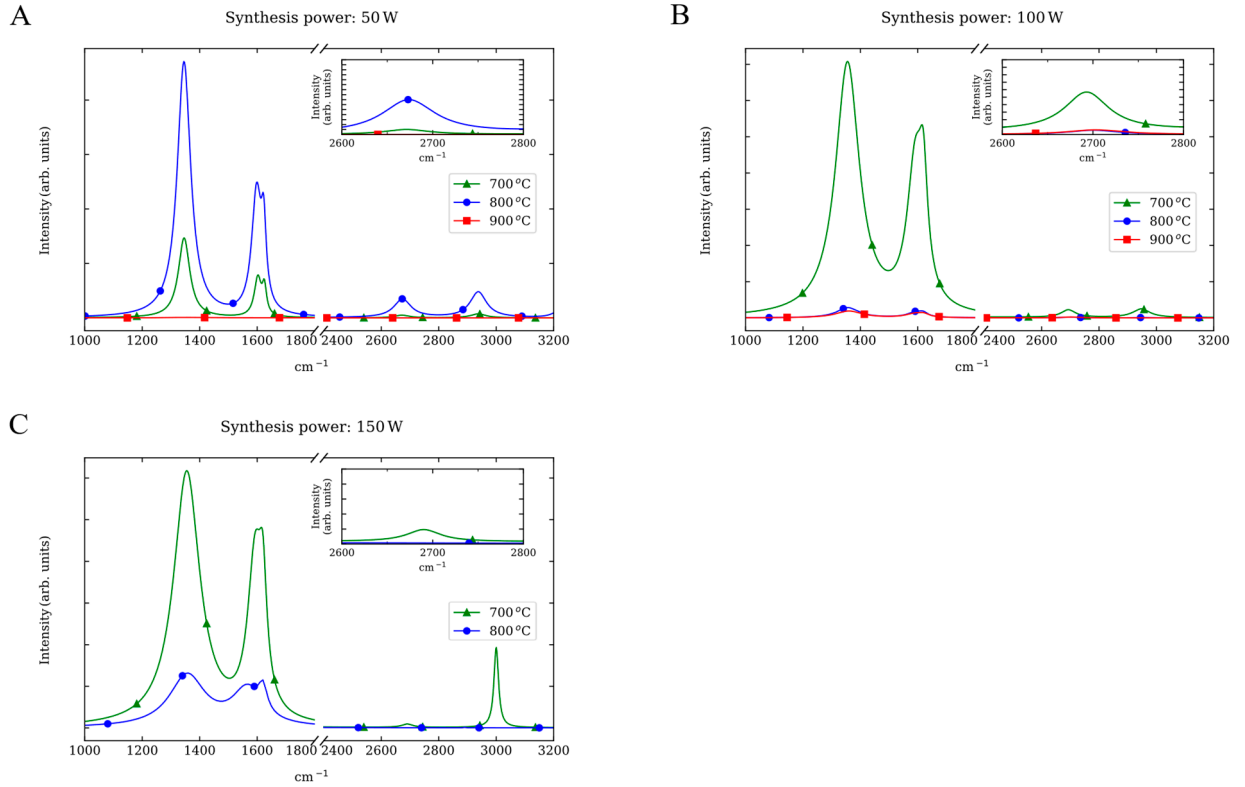 A
Synthesis power: 50 W
Intensity (arb. units)
Intensity
(arb. units)
2600 2700 2800
cm⁻¹
700 °C
800 °C
900 °C
1000 1200 1400 1600 1800 2400 2600 2800 3000 3200
cm⁻¹
B
Synthesis power: 100 W
Intensity (arb. units)
Intensity
(arb. units)
2600 2700 2800
cm⁻¹
700 °C
800 °C
900 °C
1000 1200 1400 1600 1800 2400 2600 2800 3000 3200
cm⁻¹
C
Synthesis power: 150 W
Intensity (arb. units)
Intensity
(arb. units)
2600 2700 2800
cm⁻¹
700 °C
800 °C
1000 1200 1400 1600 1800 2400 2600 2800 3000 3200
cm⁻¹